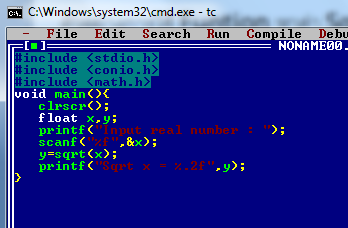 C:\Windows\system32\cmd.exe - tc
File Edit Search Run Compile Debu
NONAME00.
#include <stdio.h>
#include <conio.h>
#include <math.h>
void main(){
clrscr();
float x,y;
printf("Input real number : ");
scanf("%f",&x);
y=sqrt(x);
printf("Sqrt x = %.2f",y);
}